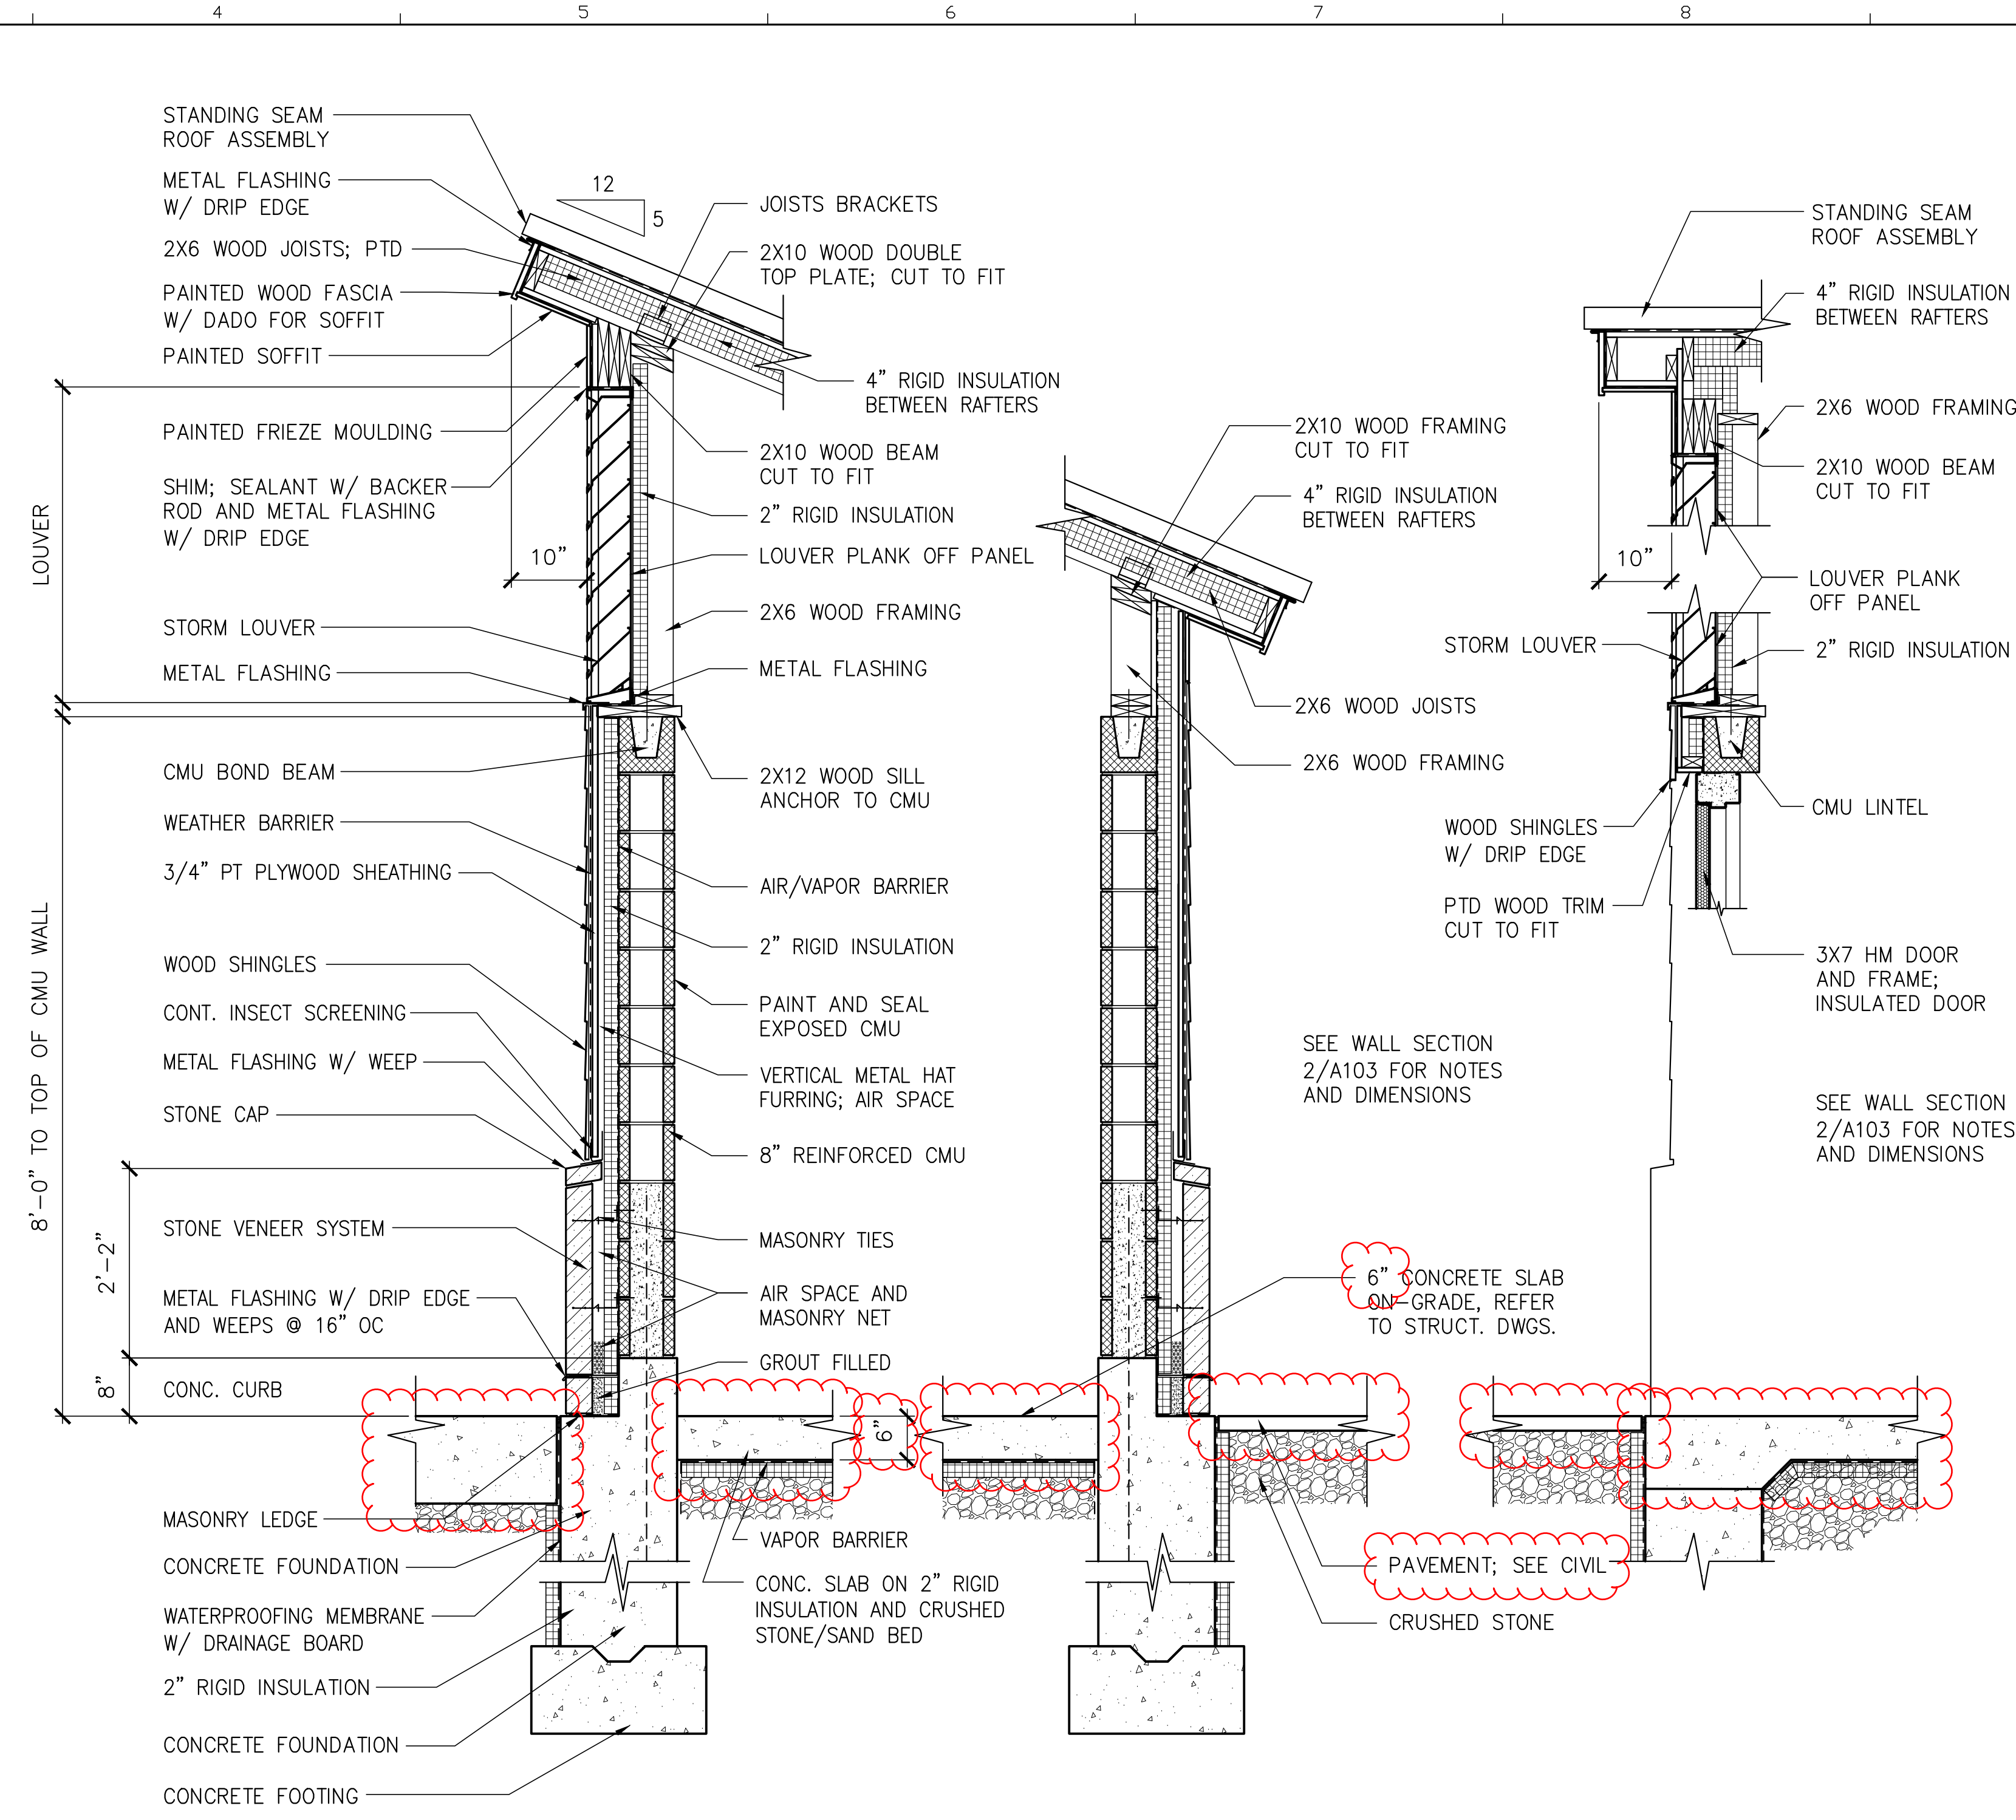 4
5
6
7
8
STANDING SEAM
ROOF ASSEMBLY
METAL FLASHING
W/ DRIP EDGE
2X6 WOOD JOISTS; PTD
PAINTED WOOD FASCIA
W/ DADO FOR SOFFIT
PAINTED SOFFIT
PAINTED FRIEZE MOULDING
SHIM; SEALANT W/ BACKER
ROD AND METAL FLASHING
W/ DRIP EDGE
STORM LOUVER
METAL FLASHING
CMU BOND BEAM
WEATHER BARRIER
3/4" PT PLYWOOD SHEATHING
WOOD SHINGLES
CONT. INSECT SCREENING
METAL FLASHING W/ WEEP
STONE CAP
STONE VENEER SYSTEM
METAL FLASHING W/ DRIP EDGE
AND WEEPS @ 16" OC
CONC. CURB
MASONRY LEDGE
CONCRETE FOUNDATION
WATERPROOFING MEMBRANE
W/ DRAINAGE BOARD
2" RIGID INSULATION
CONCRETE FOUNDATION
CONCRETE FOOTING
LOUVER
8'-0" TO TOP OF CMU WALL
2'-2"
8"
12
5
10"
JOISTS BRACKETS
2X10 WOOD DOUBLE
TOP PLATE; CUT TO FIT
4" RIGID INSULATION
BETWEEN RAFTERS
2X10 WOOD BEAM
CUT TO FIT
2" RIGID INSULATION
LOUVER PLANK OFF PANEL
2X6 WOOD FRAMING
METAL FLASHING
2X12 WOOD SILL
ANCHOR TO CMU
AIR/VAPOR BARRIER
2" RIGID INSULATION
PAINT AND SEAL
EXPOSED CMU
VERTICAL METAL HAT
FURRING; AIR SPACE
8" REINFORCED CMU
MASONRY TIES
AIR SPACE AND
MASONRY NET
GROUT FILLED
6"
VAPOR BARRIER
CONC. SLAB ON 2" RIGID
INSULATION AND CRUSHED
STONE/SAND BED
2X10 WOOD FRAMING
CUT TO FIT
4" RIGID INSULATION
BETWEEN RAFTERS
2X6 WOOD JOISTS
2X6 WOOD FRAMING
SEE WALL SECTION
2/A103 FOR NOTES
AND DIMENSIONS
6" CONCRETE SLAB
ON-GRADE, REFER
TO STRUCT. DWGS.
PAVEMENT; SEE CIVIL
CRUSHED STONE
STANDING SEAM
ROOF ASSEMBLY
4" RIGID INSULATION
BETWEEN RAFTERS
2X6 WOOD FRAMING
2X10 WOOD BEAM
CUT TO FIT
10"
LOUVER PLANK
OFF PANEL
STORM LOUVER
2" RIGID INSULATION
CMU LINTEL
WOOD SHINGLES
W/ DRIP EDGE
PTD WOOD TRIM
CUT TO FIT
3X7 HM DOOR
AND FRAME;
INSULATED DOOR
SEE WALL SECTION
2/A103 FOR NOTES
AND DIMENSIONS